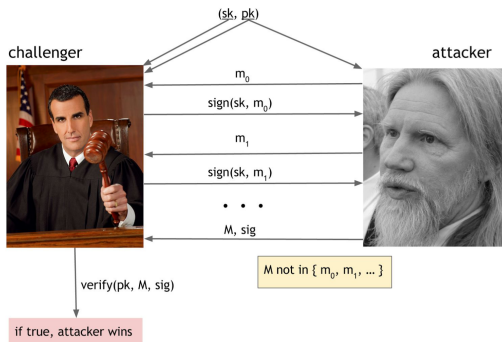 (sk, pk)
challenger
attacker
m₀
sign(sk, m₀)
m₁
sign(sk, m₁)
• • •
M, sig
verify(pk, M, sig)
M not in { m₀, m₁, … }
if true, attacker wins